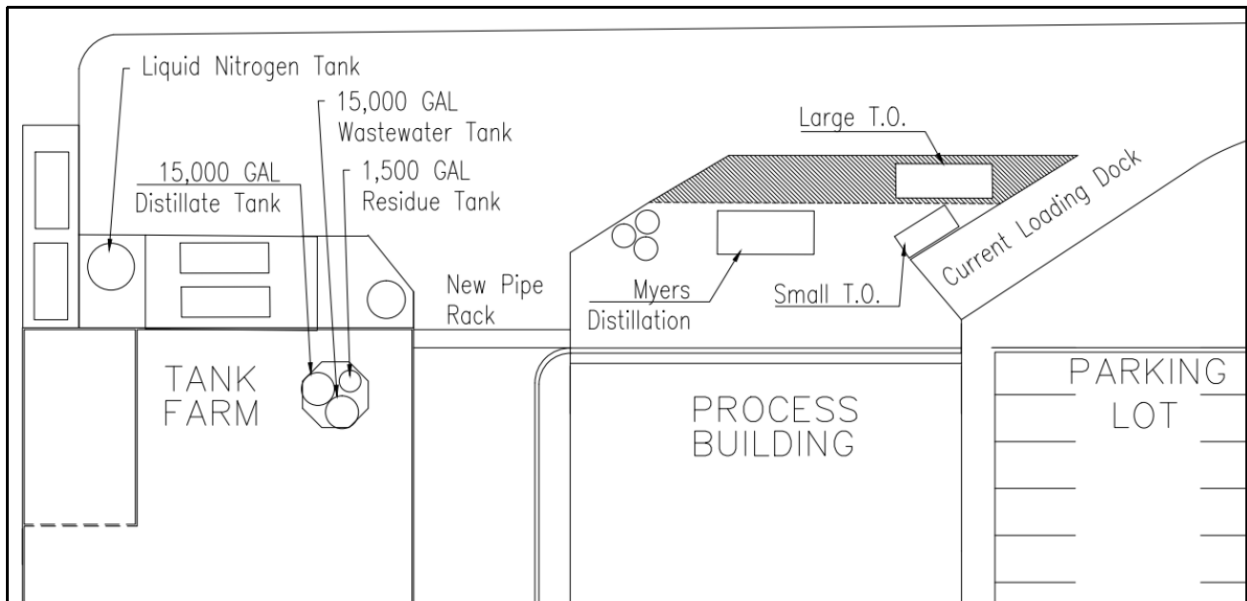 Liquid Nitrogen Tank
15,000 GAL
Wastewater Tank
15,000 GAL
Distillate Tank
1,500 GAL
Residue Tank
Large T.O.
Current Loading Dock
New Pipe
Rack
Myers
Distillation
Small T.O.
TANK
FARM
PROCESS
BUILDING
PARKING
LOT